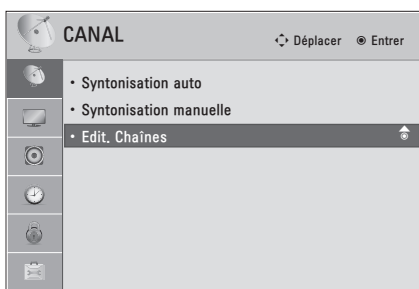 CANAL
Déplacer Entrer
• Syntonisation auto
• Syntonisation manuelle
• Edit. Chaînes